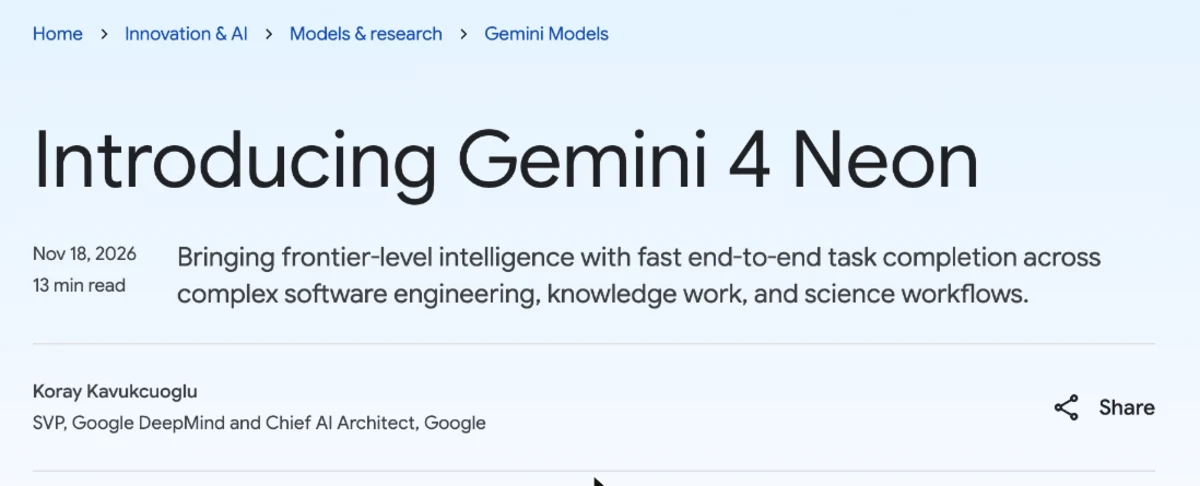 Home > Innovation & AI > Models & research > Gemini Models
Introducing Gemini 4 Neon
Nov 18, 2026
13 min read
Bringing frontier-level intelligence with fast end-to-end task completion across
complex software engineering, knowledge work, and science workflows.
Koray Kavukcuoglu
SVP, Google DeepMind and Chief AI Architect, Google
Share